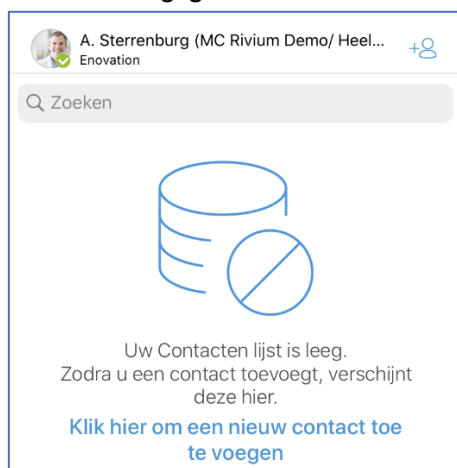 A. Sterrenburg (MC Rivium Demo/ Heel...
Enovation
Zoeken
Uw Contacten lijst is leeg.
Zodra u een contact toevoegt, verschijnt
deze hier.
Klik hier om een nieuw contact toe
te voegen